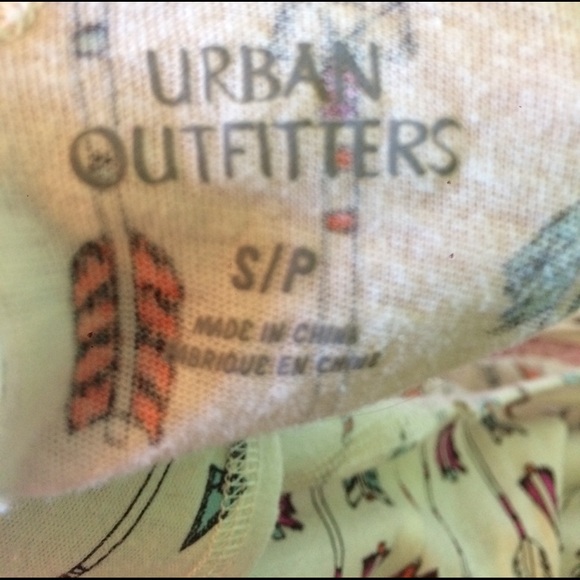 URBAN
OUTFITTERS
S/P
MADE IN CHINA
FABRIQUE EN CHINE